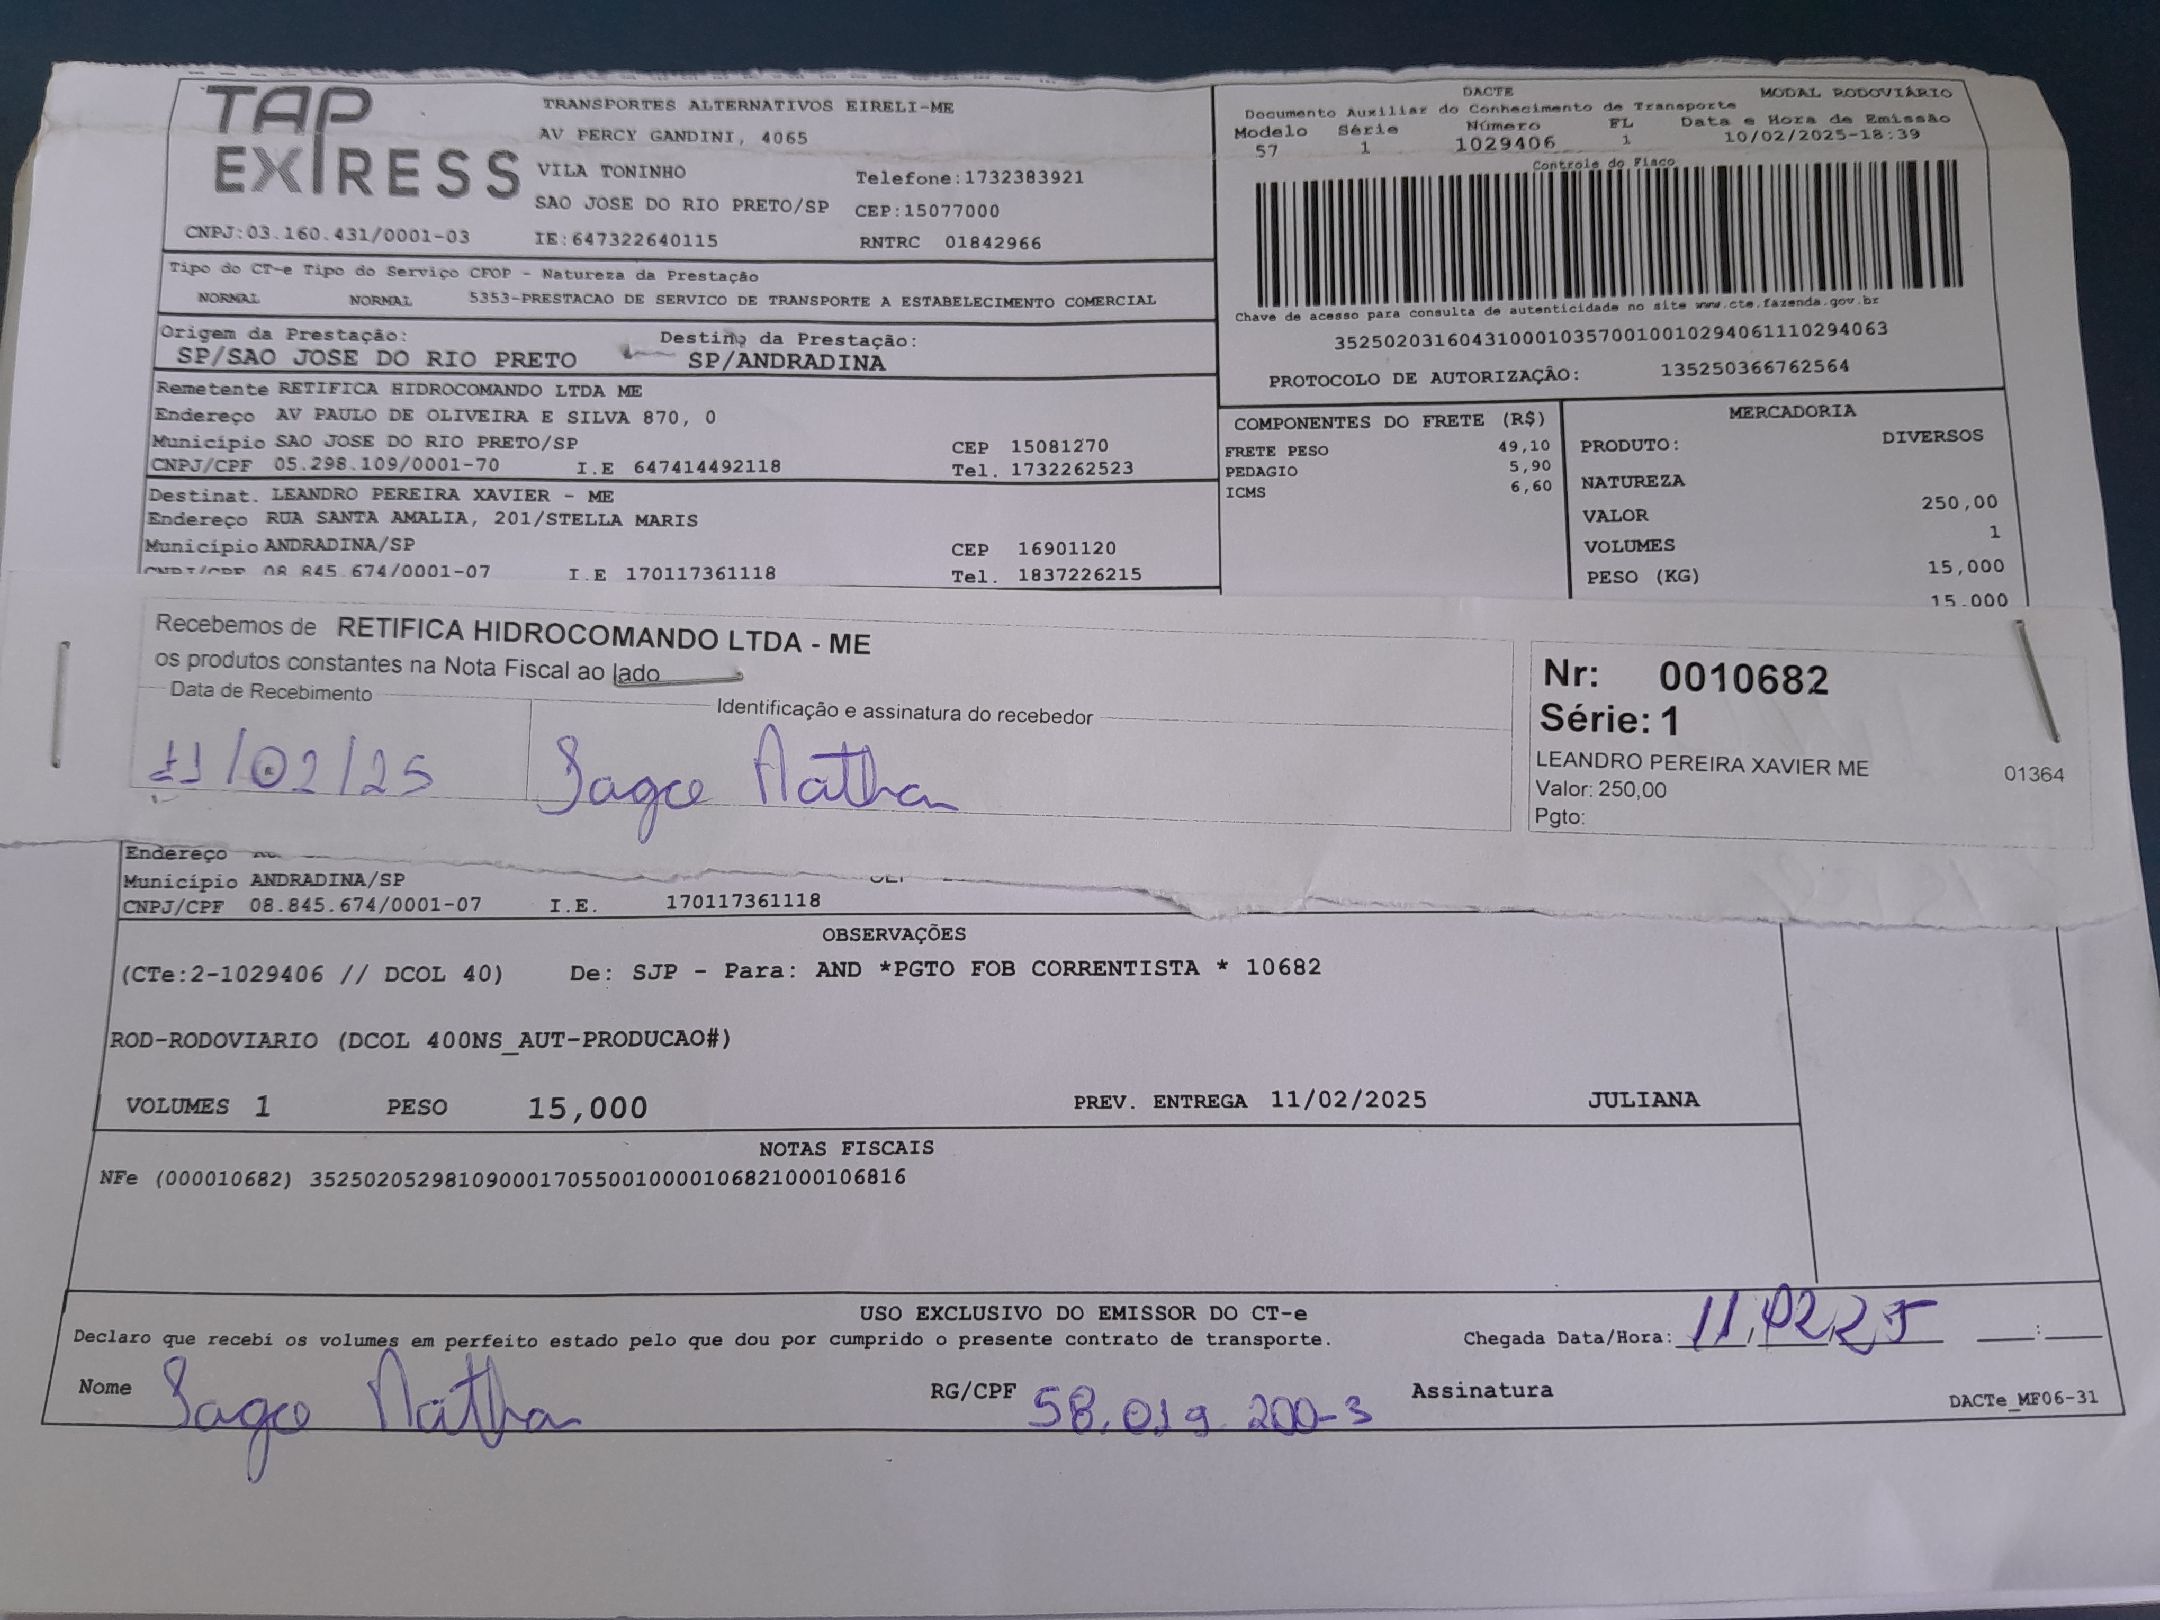 TAP EXPRESS
TRANSPORTES ALTERNATIVOS EIRELI-ME
AV PERCY GANDINI, 4065
VILA TONINHO Telefone:1732383921
SAO JOSE DO RIO PRETO/SP CEP:15077000
CNPJ:03.160.431/0001-03 IE:647322640115 RNTRC 01842966
DACTE MODAL RODOVIÁRIO
Documento Auxiliar do Conhecimento de Transporte
Modelo Série Número FL Data e Hora de Emissão
57 1 1029406 1 10/02/2025-18:39
Controle do Fisco
Chave de acesso para consulta de autenticidade no site www.cte.fazenda.gov.br
35250203160431000103570010010294061110294063
PROTOCOLO DE AUTORIZAÇÃO: 135250366762564
Tipo do CT-e Tipo do Serviço CFOP - Natureza da Prestação
NORMAL NORMAL 5353-PRESTACAO DE SERVICO DE TRANSPORTE A ESTABELECIMENTO COMERCIAL
Origem da Prestação: Destino da Prestação:
SP/SAO JOSE DO RIO PRETO SP/ANDRADINA
Remetente RETIFICA HIDROCOMANDO LTDA ME
Endereço AV PAULO DE OLIVEIRA E SILVA 870, 0
Município SAO JOSE DO RIO PRETO/SP CEP 15081270
CNPJ/CPF 05.298.109/0001-70 I.E 647414492118 Tel. 1732262523
Destinat. LEANDRO PEREIRA XAVIER - ME
Endereço RUA SANTA AMALIA, 201/STELLA MARIS
Município ANDRADINA/SP CEP 16901120
CNPJ/CPF 08.845.674/0001-07 I.E 170117361118 Tel. 1837226215
COMPONENTES DO FRETE (R$)
FRETE PESO 49,10
PEDAGIO 5,90
ICMS 6,60
MERCADORIA
PRODUTO: DIVERSOS
NATUREZA
VALOR 250,00
VOLUMES 1
PESO (KG) 15,000
15.000
Recebemos de RETIFICA HIDROCOMANDO LTDA - ME
os produtos constantes na Nota Fiscal ao lado
Data de Recebimento Identificação e assinatura do recebedor
11/02/25
Nathan
Nr: 0010682
Série: 1
LEANDRO PEREIRA XAVIER ME 01364
Valor: 250,00
Pgto:
Endereço
Município ANDRADINA/SP
CNPJ/CPF 08.845.674/0001-07 I.E. 170117361118
OBSERVAÇÕES
(CTe:2-1029406 // DCOL 40) De: SJP - Para: AND *PGTO FOB CORRENTISTA * 10682
ROD-RODOVIARIO (DCOL 400NS_AUT-PRODUCAO#)
VOLUMES 1 PESO 15,000 PREV. ENTREGA 11/02/2025 JULIANA
NOTAS FISCAIS
NFe (000010682) 35250205298109000170550010000106821000106816
USO EXCLUSIVO DO EMISSOR DO CT-e
Declaro que recebi os volumes em perfeito estado pelo que dou por cumprido o presente contrato de transporte.
Chegada Data/Hora: 11,02,25 :
Nome Nathan RG/CPF 58.019.200-3 Assinatura
DACTe_MF06-31